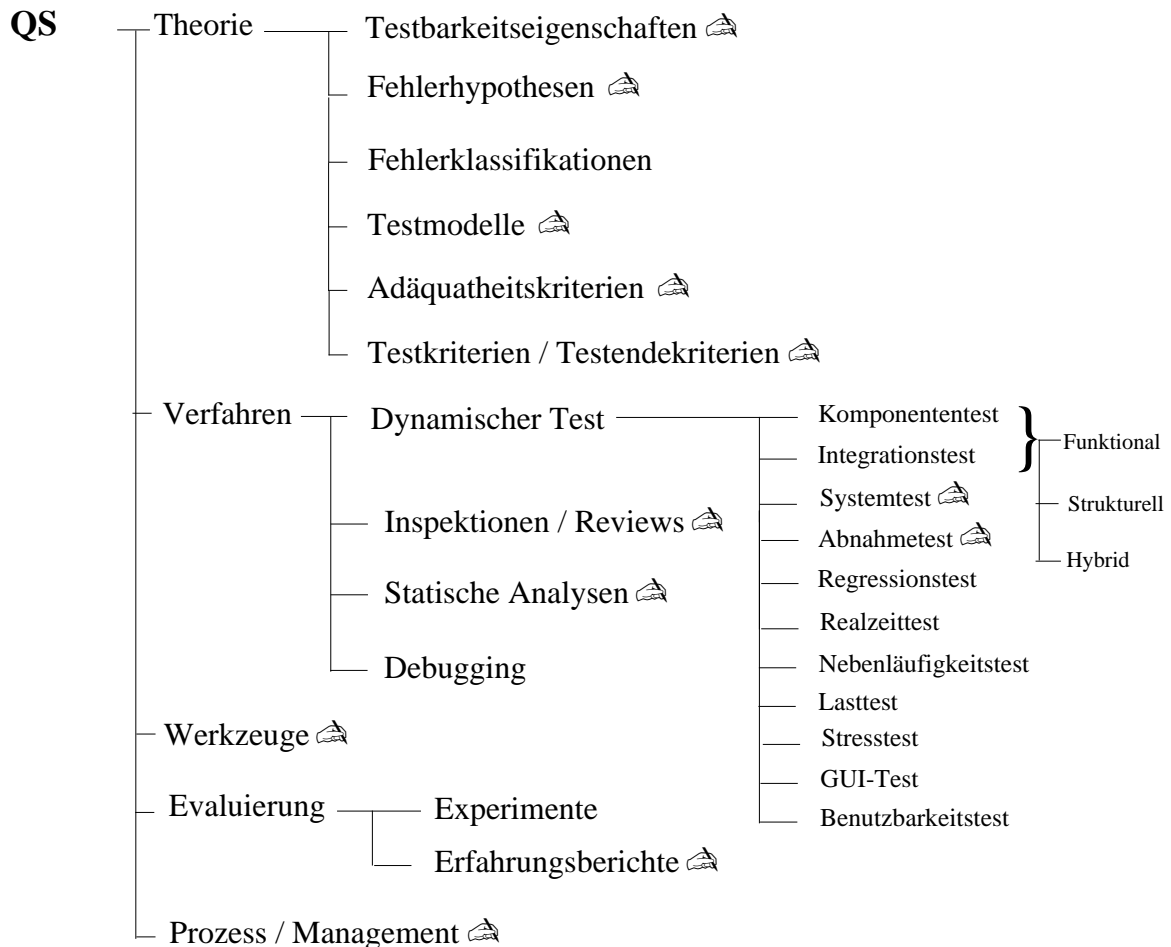 QS
Theorie
Testbarkeitseigenschaften ✍
Fehlerhypothesen ✍
Fehlerklassifikationen
Testmodelle ✍
Adäquatheitskriterien ✍
Testkriterien / Testendekriterien ✍
Verfahren
Dynamischer Test
Komponententest
Integrationstest
Systemtest ✍
Abnahmetest ✍
Regressionstest
Realzeittest
Nebenläufigkeitstest
Lasttest
Stresstest
GUI-Test
Benutzbarkeitstest
}
Funktional
Strukturell
Hybrid
Inspektionen / Reviews ✍
Statische Analysen ✍
Debugging
Werkzeuge ✍
Evaluierung
Experimente
Erfahrungsberichte ✍
Prozess / Management ✍